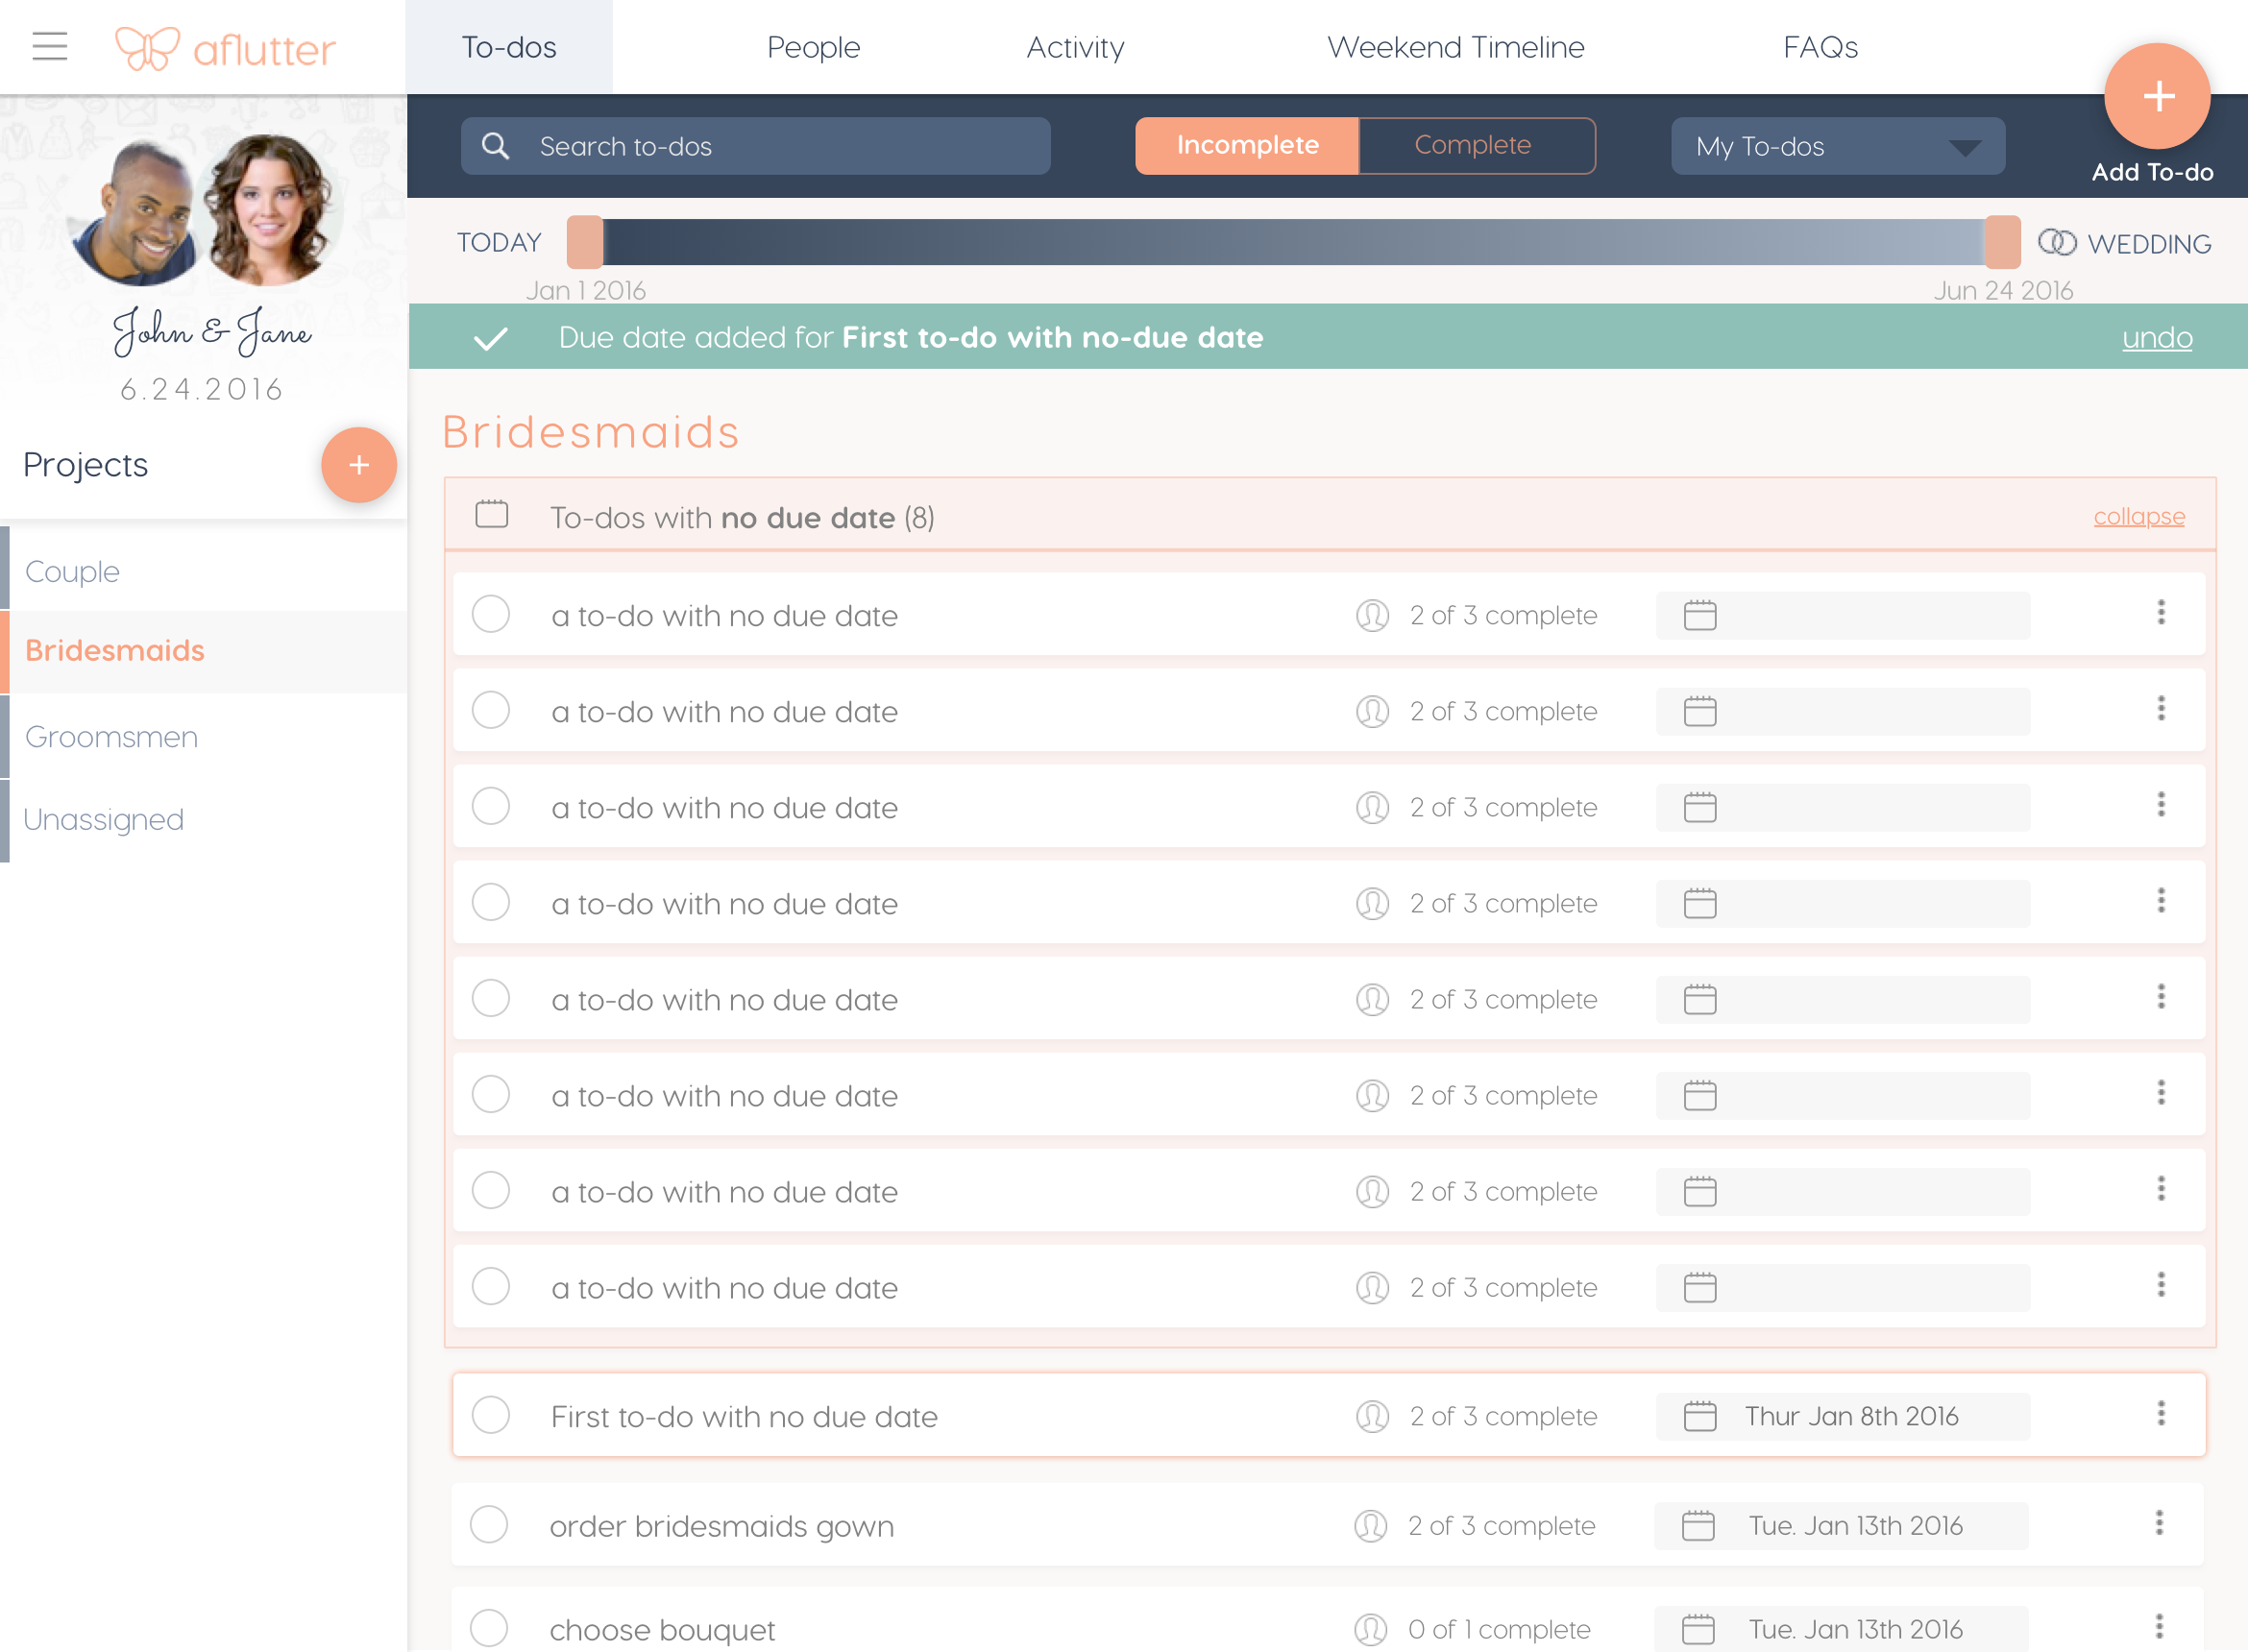 aflutter
To-dos
People
Activity
Weekend Timeline
FAQs
Search to-dos
Incomplete
Complete
My To-dos
Add To-do
TODAY
WEDDING
Jan 1 2016
Jun 24 2016
John & Jane
6.24.2016
Projects
Couple
Bridesmaids
Groomsmen
Unassigned
Due date added for First to-do with no-due date
undo
Bridesmaids
To-dos with no due date (8)
collapse
a to-do with no due date 2 of 3 complete
a to-do with no due date 2 of 3 complete
a to-do with no due date 2 of 3 complete
a to-do with no due date 2 of 3 complete
a to-do with no due date 2 of 3 complete
a to-do with no due date 2 of 3 complete
a to-do with no due date 2 of 3 complete
a to-do with no due date 2 of 3 complete
First to-do with no due date 2 of 3 complete Thur Jan 8th 2016
order bridesmaids gown 2 of 3 complete Tue. Jan 13th 2016
choose bouquet 0 of 1 complete Tue. Jan 13th 2016